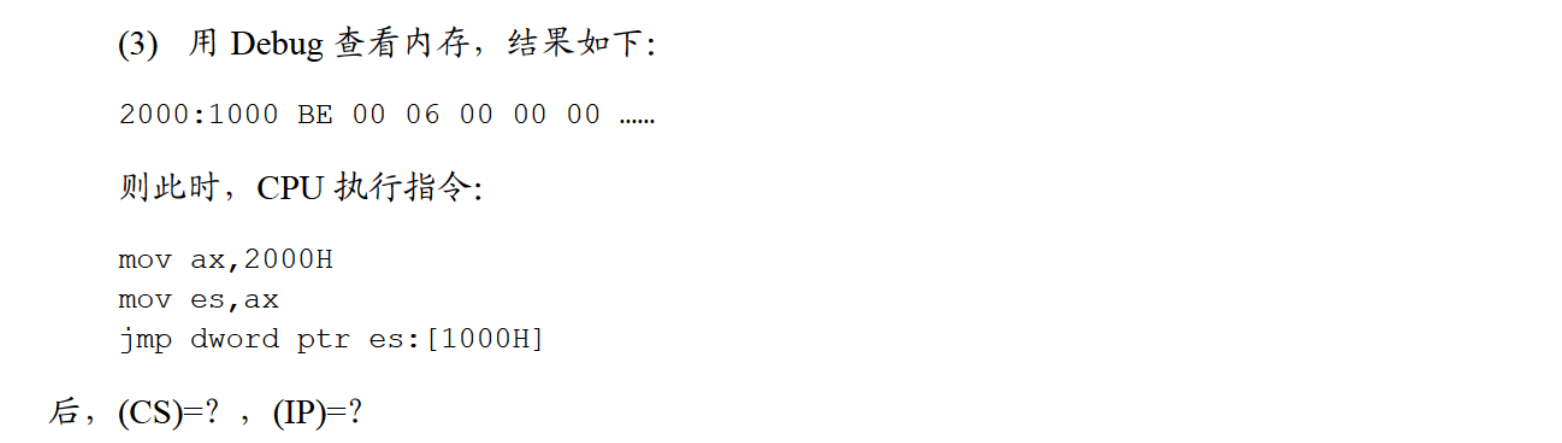 (3) 用 Debug 查看内存，结果如下：
2000:1000 BE 00 06 00 00 00 ……
则此时，CPU 执行指令：
mov ax,2000H
mov es,ax
jmp dword ptr es:[1000H]
后，(CS)=？，(IP)=？